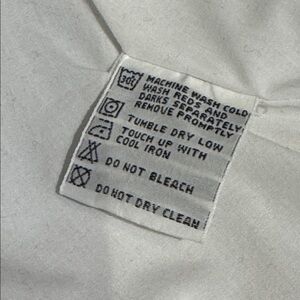 30C
MACHINE WASH COLD
WASH REDS AND
DARKS SEPARATELY
REMOVE PROMPTLY
TUMBLE DRY LOW
TOUCH UP WITH
COOL IRON
DO NOT BLEACH
DO NOT DRY CLEAN